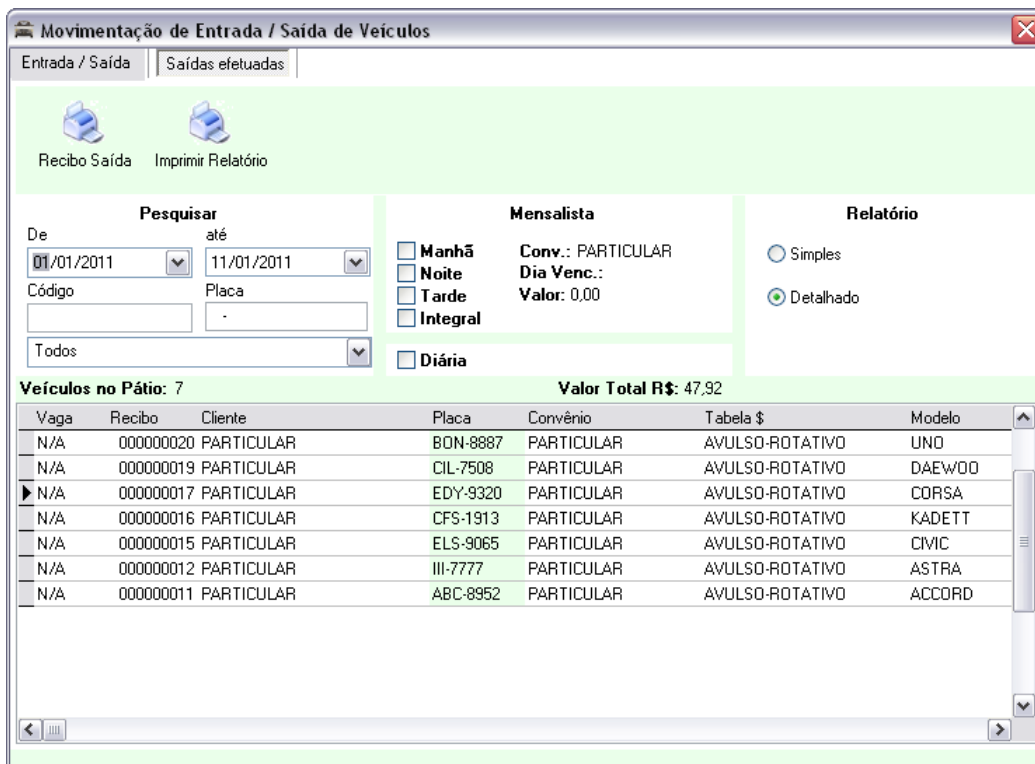 Movimentação de Entrada / Saída de Veículos
Entrada / Saída Saídas efetuadas
Recibo Saída Imprimir Relatório
Pesquisar Mensalista Relatório
De até
01/01/2011 11/01/2011
Manhã Conv.: PARTICULAR
Simples
Noite Dia Venc.:
Código Placa
Tarde Valor: 0,00
Detalhado
-
Integral
Todos
Diária
Veículos no Pátio: 7 Valor Total R$: 47,92
Vaga Recibo Cliente Placa Convênio Tabela $ Modelo
N/A 000000020 PARTICULAR BON-8887 PARTICULAR AVULSO-ROTATIVO UNO
N/A 000000019 PARTICULAR CIL-7508 PARTICULAR AVULSO-ROTATIVO DAEWOO
N/A 000000017 PARTICULAR EDY-9320 PARTICULAR AVULSO-ROTATIVO CORSA
N/A 000000016 PARTICULAR CFS-1913 PARTICULAR AVULSO-ROTATIVO KADETT
N/A 000000015 PARTICULAR ELS-9065 PARTICULAR AVULSO-ROTATIVO CIVIC
N/A 000000012 PARTICULAR III-7777 PARTICULAR AVULSO-ROTATIVO ASTRA
N/A 000000011 PARTICULAR ABC-8952 PARTICULAR AVULSO-ROTATIVO ACCORD